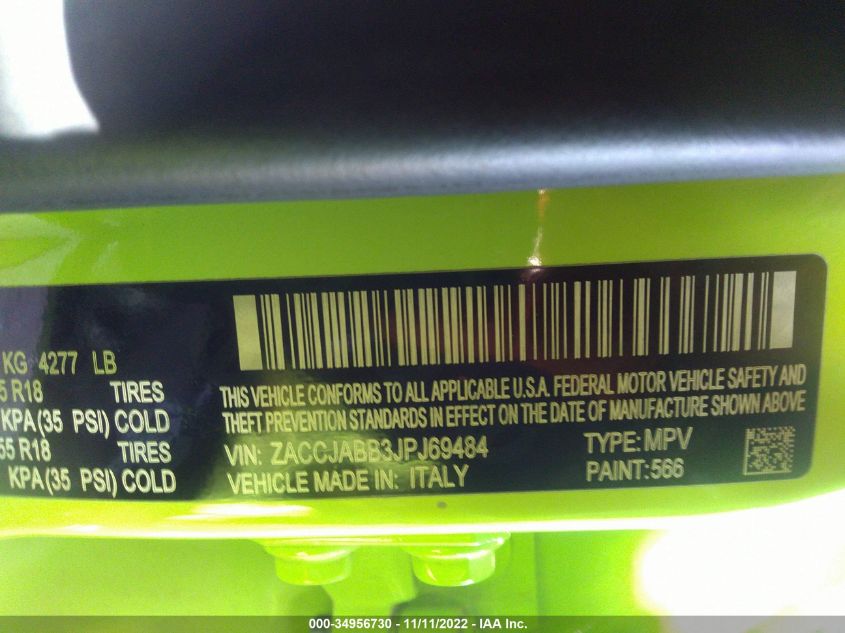 KG 4277 LB
5 R18 TIRES
KPA(35 PSI) COLD
55 R18 TIRES
KPA(35 PSI) COLD
THIS VEHICLE CONFORMS TO ALL APPLICABLE U.S.A. FEDERAL MOTOR VEHICLE SAFETY AND
THEFT PREVENTION STANDARDS IN EFFECT ON THE DATE OF MANUFACTURE SHOWN ABOVE
VIN: ZACCJABB3JPJ69484 TYPE: MPV
VEHICLE MADE IN: ITALY PAINT: 566
000-34956730 - 11/11/2022 - IAA Inc.